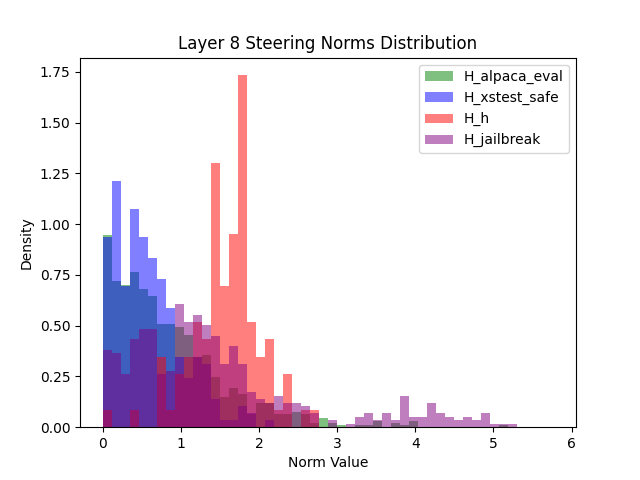 Layer 8 Steering Norms Distribution
H_alpaca_eval
H_xstest_safe
H_h
H_jailbreak
1.75
1.50
1.25
1.00
0.75
0.50
0.25
0.00
Density
0 1 2 3 4 5 6
Norm Value